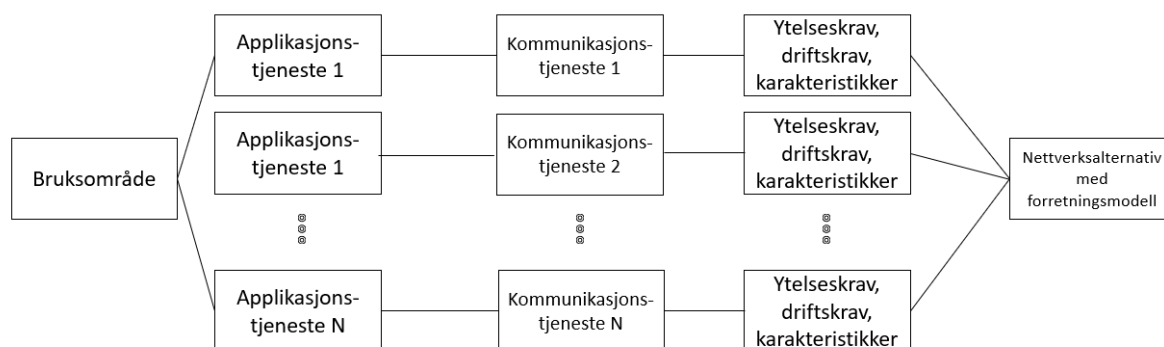 Bruksområde
Applikasjons-
tjeneste 1
Kommunikasjons-
tjeneste 1
Ytelseskrav,
driftskrav,
karakteristikker
Applikasjons-
tjeneste 1
Kommunikasjons-
tjeneste 2
Ytelseskrav,
driftskrav,
karakteristikker
Applikasjons-
tjeneste N
Kommunikasjons-
tjeneste N
Ytelseskrav,
driftskrav,
karakteristikker
Nettverksalternativ
med
forretningsmodell